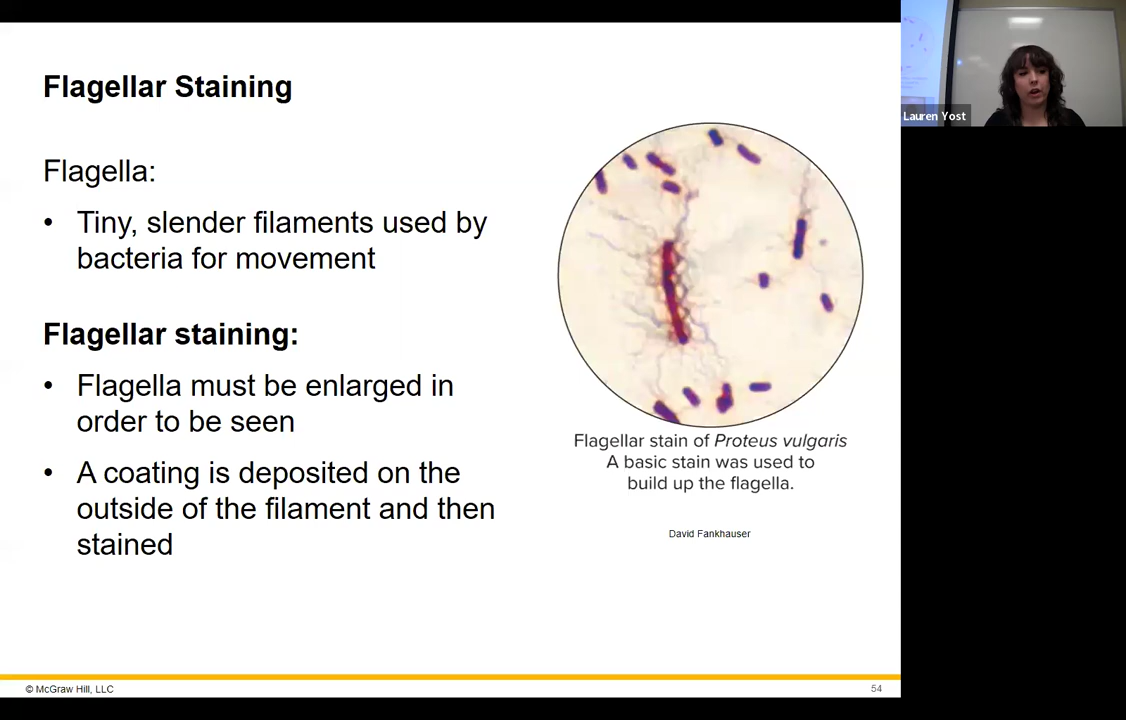 Flagellar Staining
Flagella:
• Tiny, slender filaments used by
bacteria for movement
Flagellar staining:
• Flagella must be enlarged in
order to be seen
• A coating is deposited on the
outside of the filament and then
stained
Flagellar stain of Proteus vulgaris
A basic stain was used to
build up the flagella.
David Fankhauser
© McGraw Hill, LLC
54
Lauren Yost